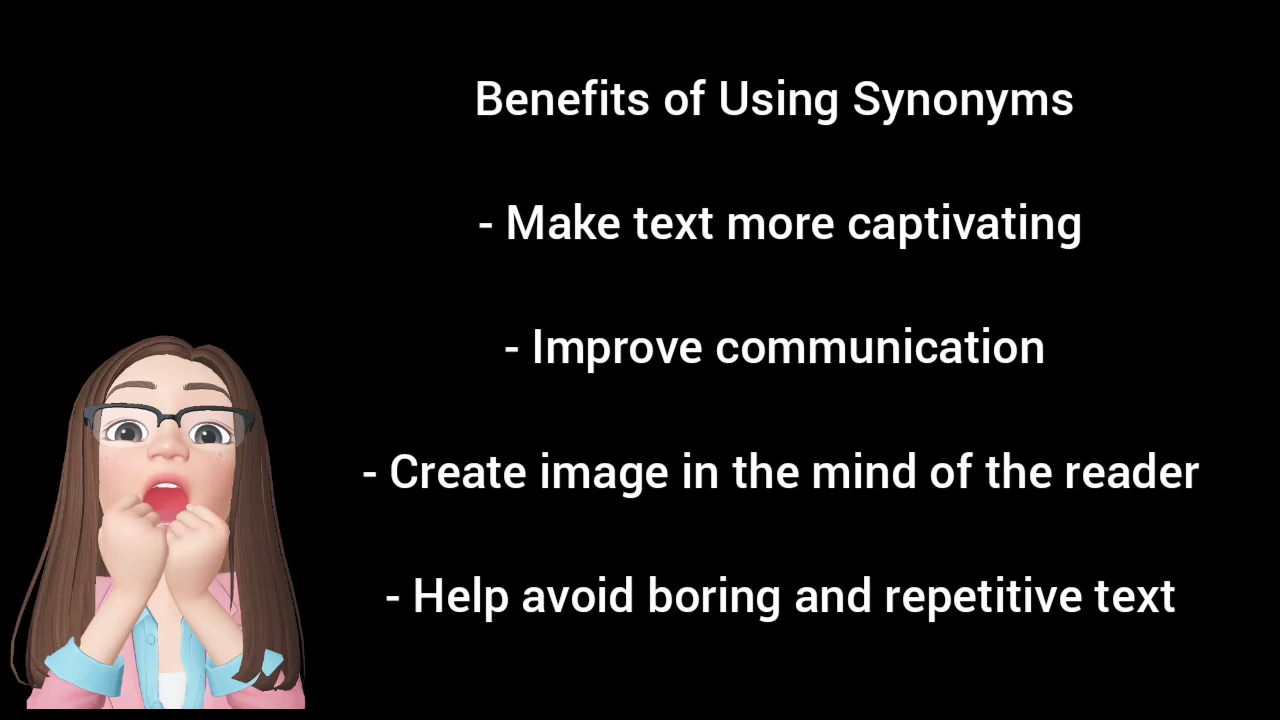 Benefits of Using Synonyms
- Make text more captivating
- Improve communication
- Create image in the mind of the reader
- Help avoid boring and repetitive text